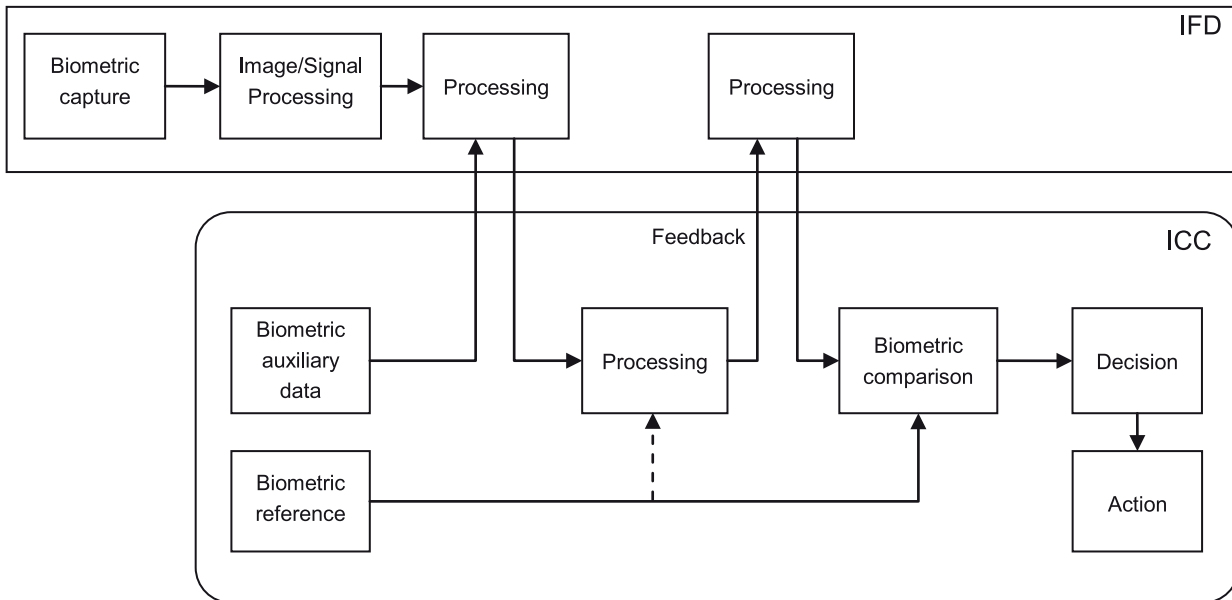 IFD
Biometric
capture
Image/Signal
Processing
Processing
Processing
Feedback
ICC
Biometric
auxiliary
data
Processing
Biometric
comparison
Decision
Biometric
reference
Action